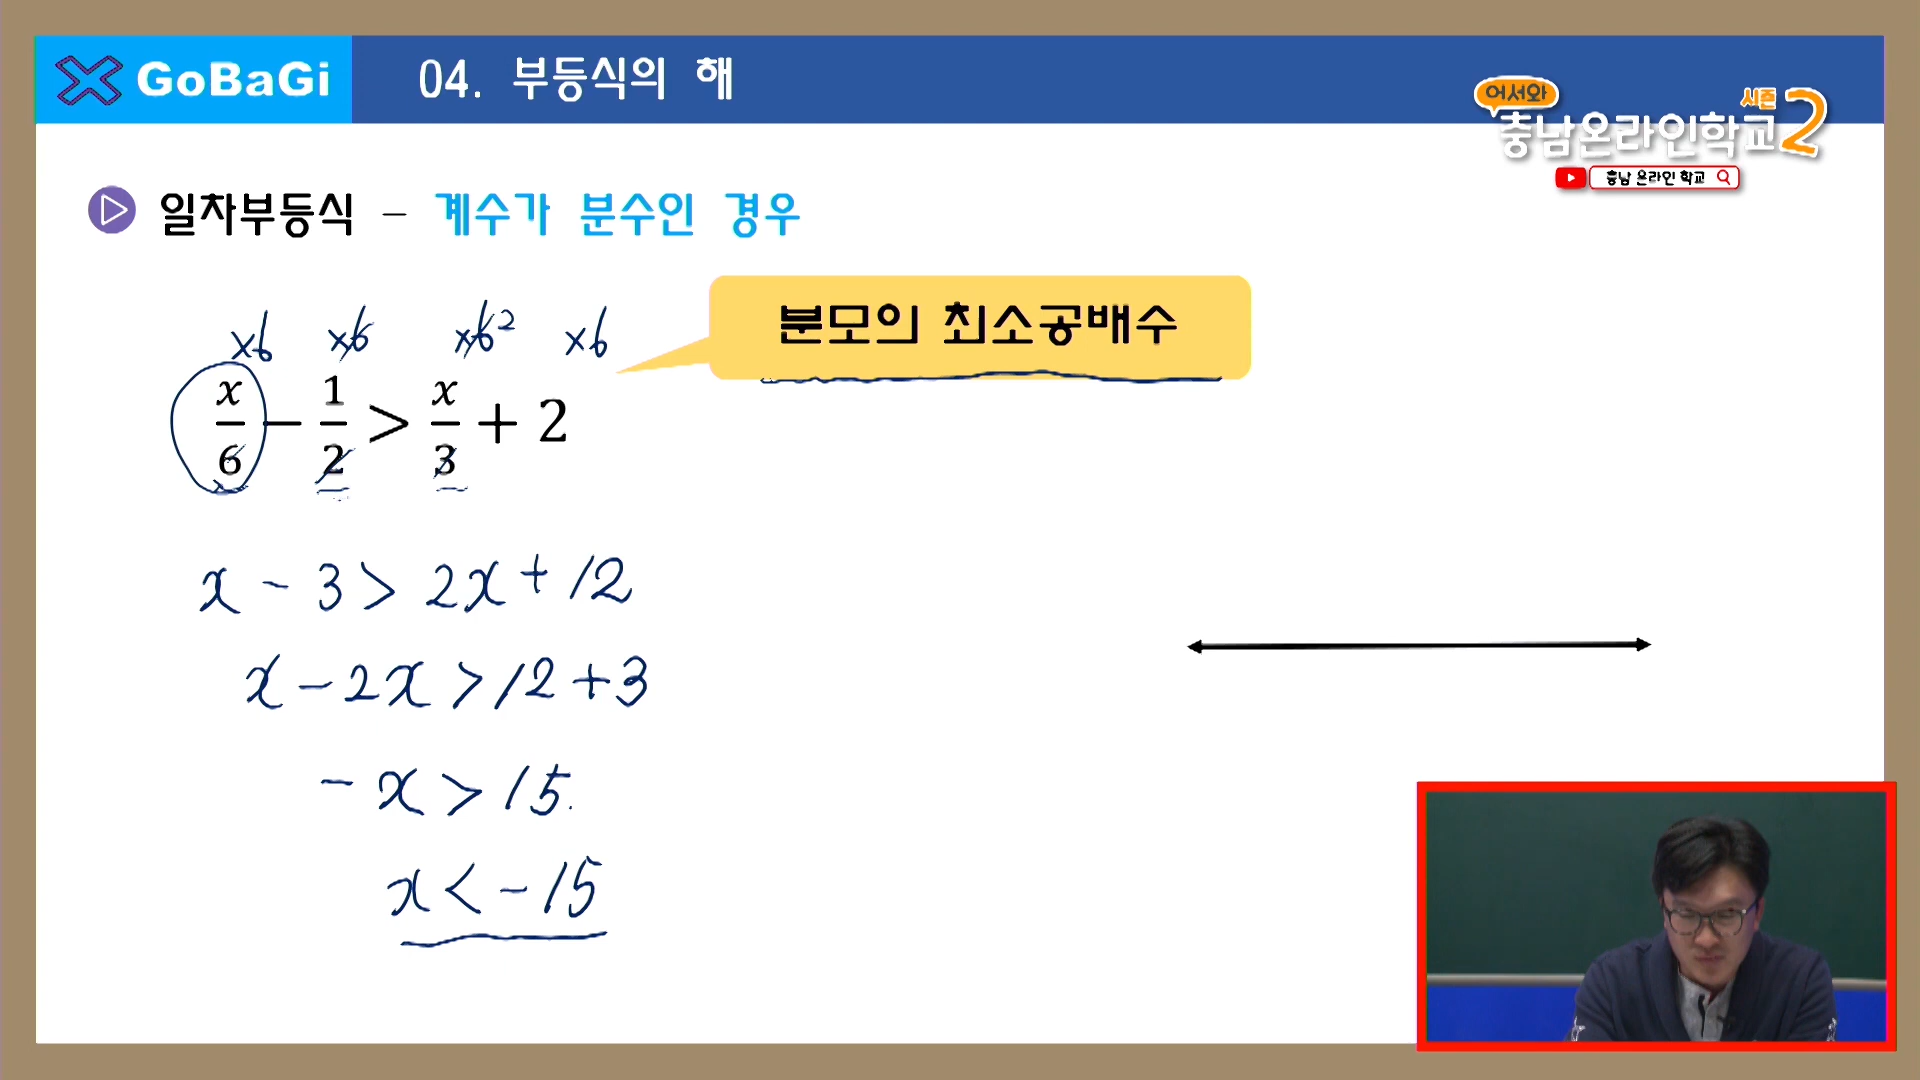 GoBaGi
04. 부등식의 해
어서와
시즌
충남온라인학교2
충남 온라인 학교
일차부등식 – 계수가 분수인 경우
×6 ×6 ×6² ×6
분모의 최소공배수
x/6 − 1/2 > x/3 + 2
x - 3 > 2x + 12
x - 2x > 12 + 3
- x > 15.
x < -15